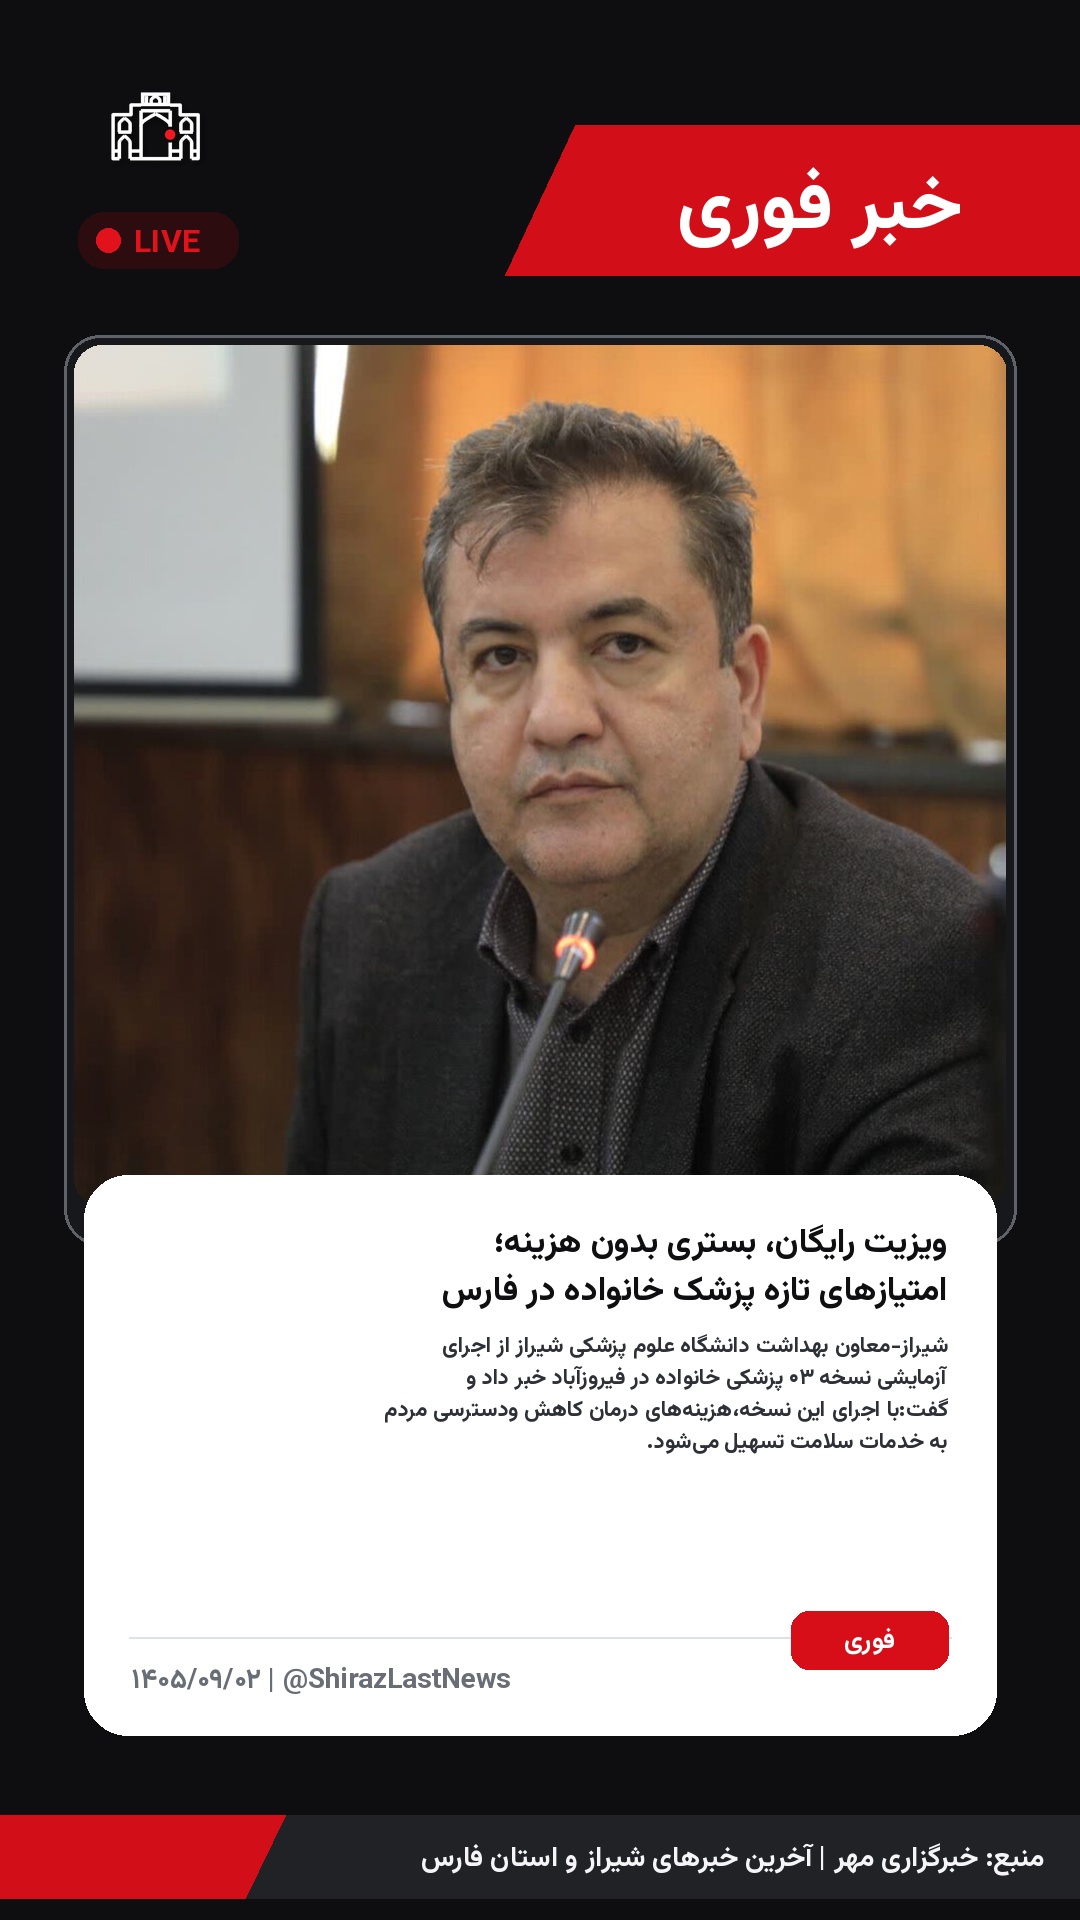 LIVE
خبر فوری
ویزیت رایگان، بستری بدون هزینه؛
امتیازهای تازه پزشک خانواده در فارس
شیراز-معاون بهداشت دانشگاه علوم پزشکی شیراز از اجرای
آزمایشی نسخه ۰۳ پزشکی خانواده در فیروزآباد خبر داد و
گفت:با اجرای این نسخه،هزینه‌های درمان کاهش ودسترسی مردم
به خدمات سلامت تسهیل می‌شود.
فوری
۱۴۰۵/۰۹/۰۲ | @ShirazLastNews
منبع: خبرگزاری مهر | آخرین خبرهای شیراز و استان فارس